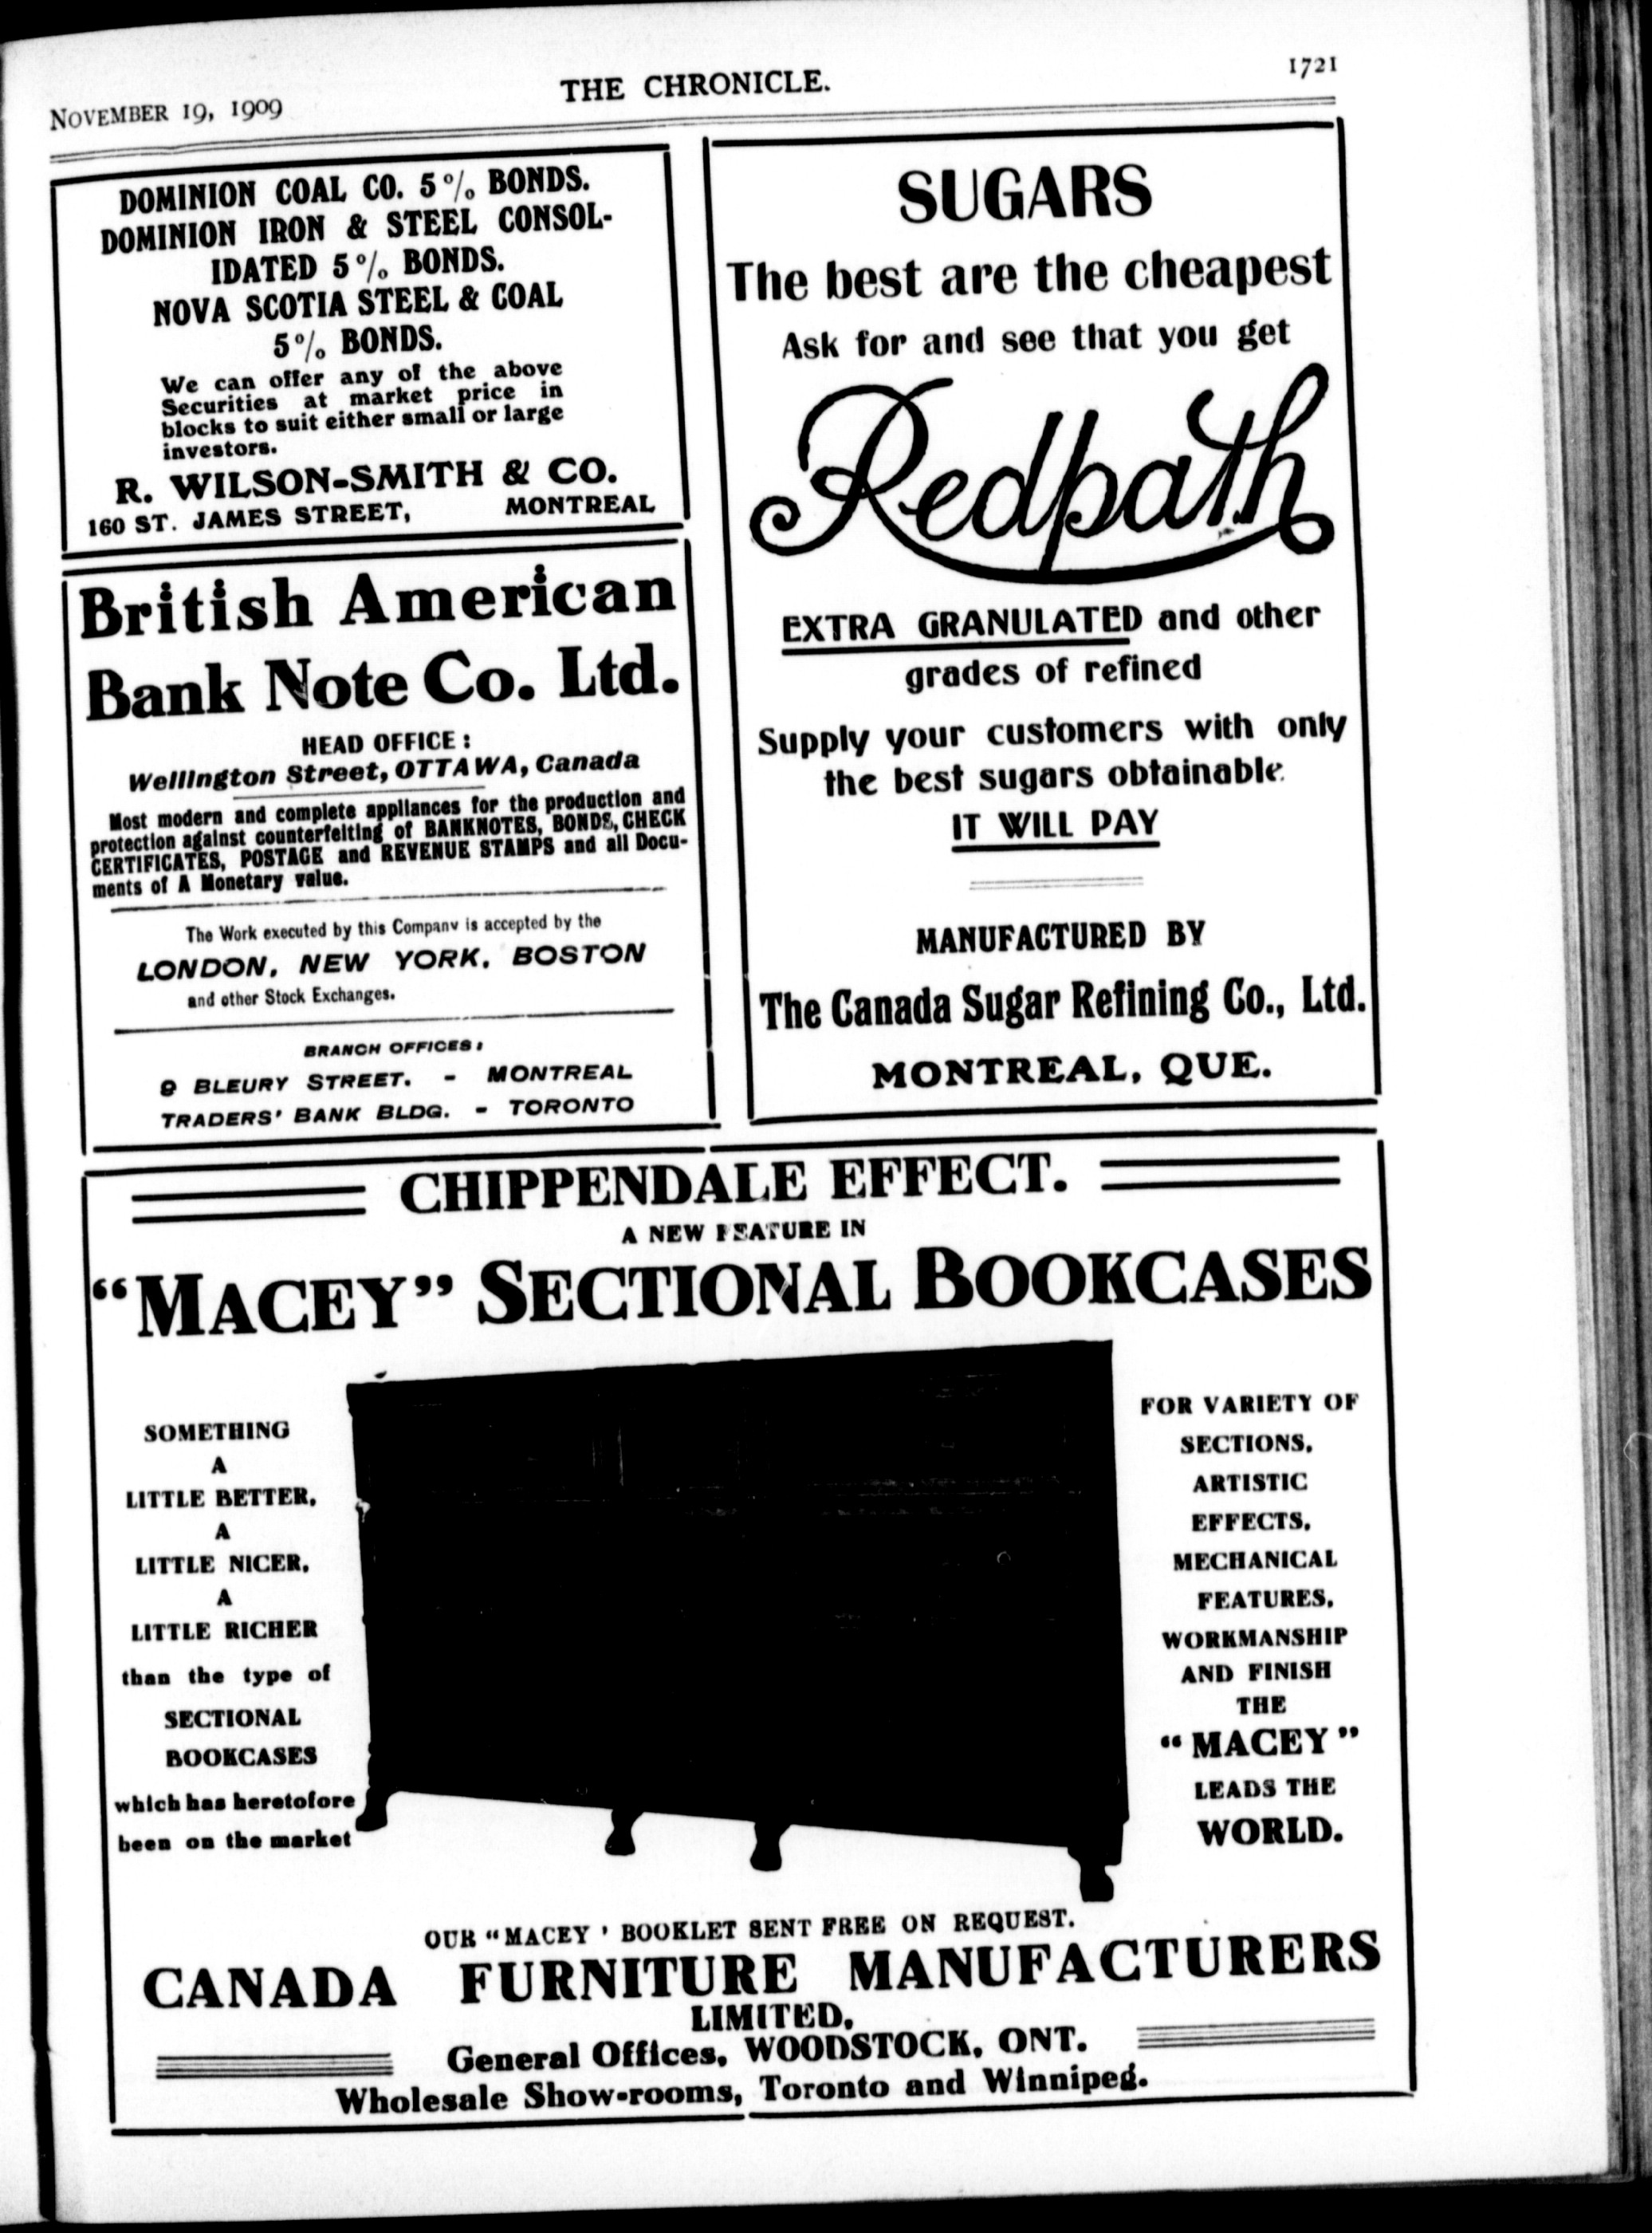 NOVEMBER 19, 1909
THE CHRONICLE.
1721
DOMINION COAL CO. 5% BONDS.
DOMINION IRON & STEEL CONSOL-
IDATED 5% BONDS.
NOVA SCOTIA STEEL & COAL
5% BONDS.
We can offer any of the above
Securities at market price in
blocks to suit either small or large
investors.
R. WILSON-SMITH & CO.
160 ST. JAMES STREET, MONTREAL
British American
Bank Note Co. Ltd.
HEAD OFFICE:
Wellington Street, OTTAWA, Canada
Most modern and complete appliances for the production and
protection against counterfeiting of BANKNOTES, BONDS, CHECK
CERTIFICATES, POSTAGE and REVENUE STAMPS and all Docu-
ments of A Monetary value.
The Work executed by this Company is accepted by the
LONDON, NEW YORK, BOSTON
and other Stock Exchanges.
BRANCH OFFICES:
9 BLEURY STREET. - MONTREAL
TRADERS' BANK BLDG. - TORONTO
SUGARS
The best are the cheapest
Ask for and see that you get
Redpath
EXTRA GRANULATED and other
grades of refined
Supply your customers with only
the best sugars obtainable.
IT WILL PAY
MANUFACTURED BY
The Canada Sugar Refining Co., Ltd.
MONTREAL, QUE.
CHIPPENDALE EFFECT.
A NEW FEATURE IN
"MACEY" SECTIONAL BOOKCASES
SOMETHING
A
LITTLE BETTER,
A
LITTLE NICER,
A
LITTLE RICHER
than the type of
SECTIONAL
BOOKCASES
which has heretofore
been on the market
FOR VARIETY OF
SECTIONS,
ARTISTIC
EFFECTS,
MECHANICAL
FEATURES,
WORKMANSHIP
AND FINISH
THE
"MACEY"
LEADS THE
WORLD.
OUR "MACEY ' BOOKLET SENT FREE ON REQUEST.
CANADA FURNITURE MANUFACTURERS
LIMITED,
General Offices, WOODSTOCK, ONT.
Wholesale Show-rooms, Toronto and Winnipeg.